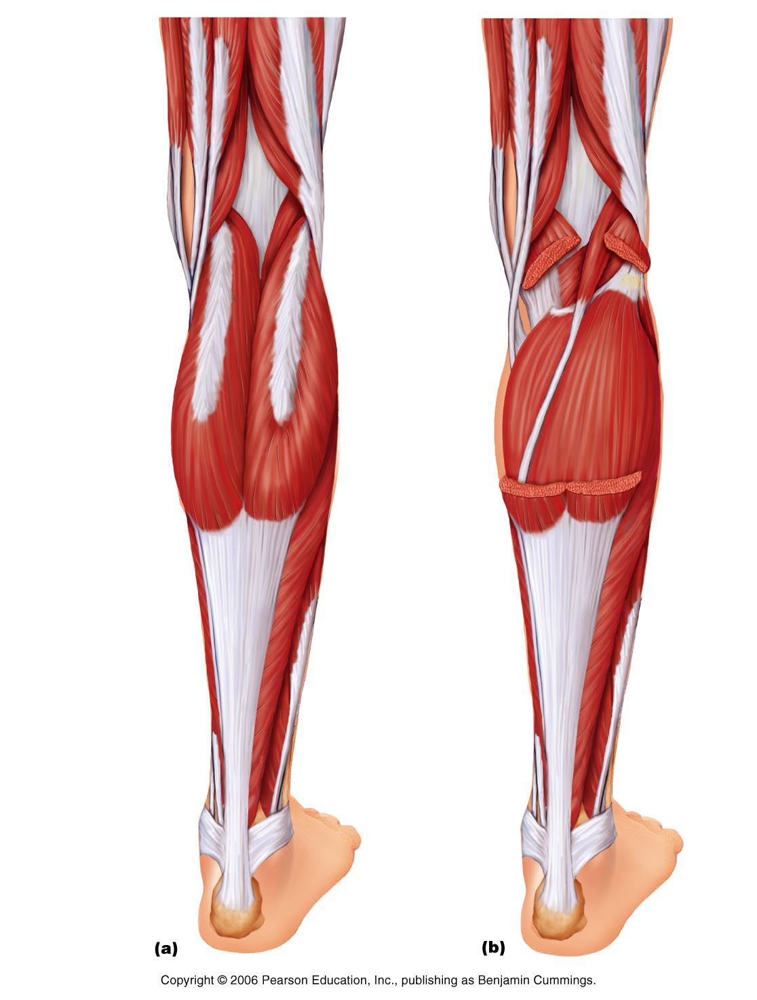 (a)
(b)
Copyright © 2006 Pearson Education, Inc., publishing as Benjamin Cummings.